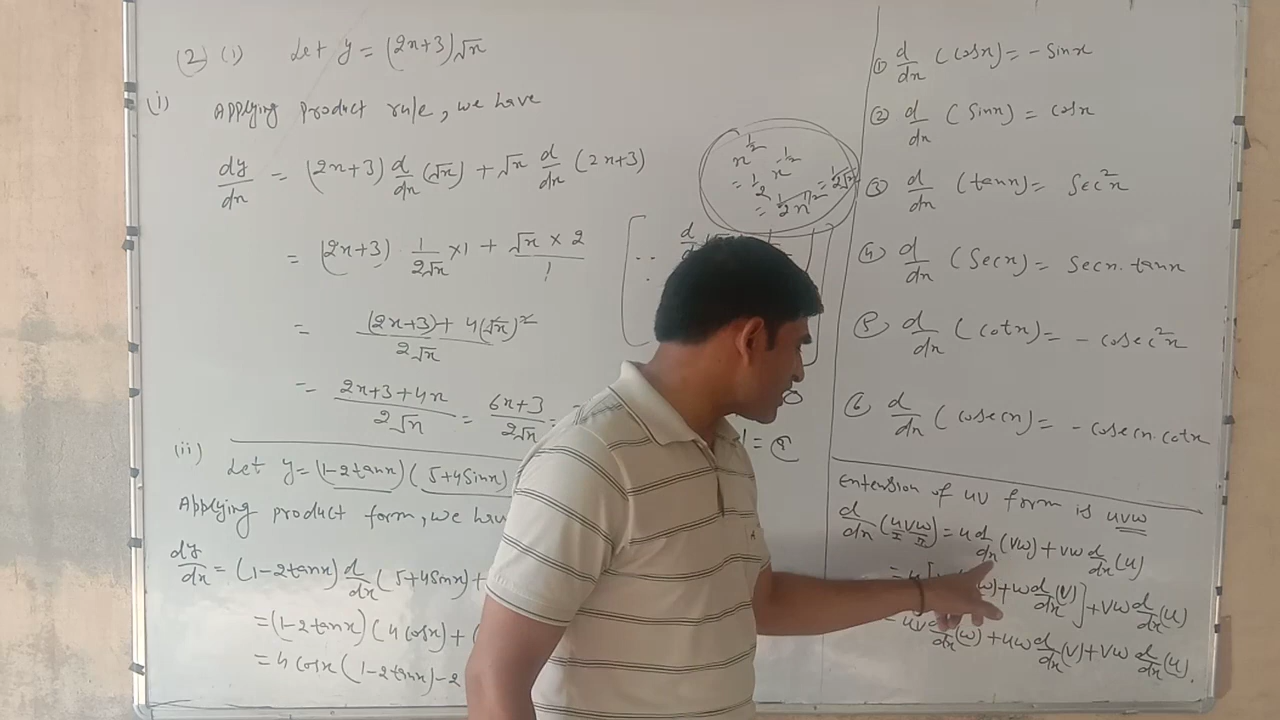 (2) (i) Let y = (2x+3)√x
(i) Applying product rule, we have
dy/dx = (2x+3) d/dx (√x) + √x d/dx (2x+3)
= (2x+3) · 1/2√x ×1 + √x × 2/1
= (2x+3) + 4(√x)² / 2√x
= 2x+3+4x / 2√x = 6x+3 / 2√x =
x^1/2
= 1/2 x^-1/2
= 1/2x^1/2 = 1/2√x
(ii) Let y = (1-2tanx) (5+4sinx)
Applying product form, we have
dy/dx = (1-2tanx) d/dx (5+4sinx) +
= (1-2tanx) (4cosx) + (
= 4cosx (1-2tanx) - 2
① d/dx (cosx) = - sinx
② d/dx (sinx) = cosx
③ d/dx (tanx) = sec²x
④ d/dx (secx) = secx. tanx
5 d/dx (cotx) = - cosec²x
6 d/dx (cosecx) = - cosecx. cotx
Extension of uv form is uvw
d/dx (uvw) = u d/dx (vw) + vw d/dx (u)
= u [ w) + w d/dx (v) ] + vw d/dx (u)
= uv d/dx (w) + uw d/dx (v) + vw d/dx (u).